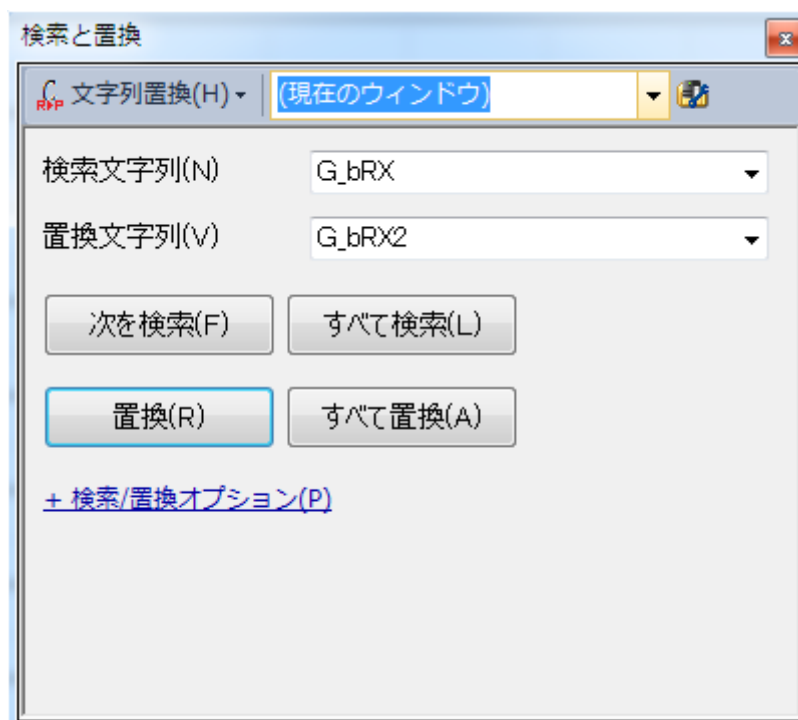 検索と置換
文字列置換(H) (現在のウィンドウ)
検索文字列(N) G_bRX
置換文字列(V) G_bRX2
次を検索(F) すべて検索(L)
置換(R) すべて置換(A)
+ 検索/置換オプション(P)